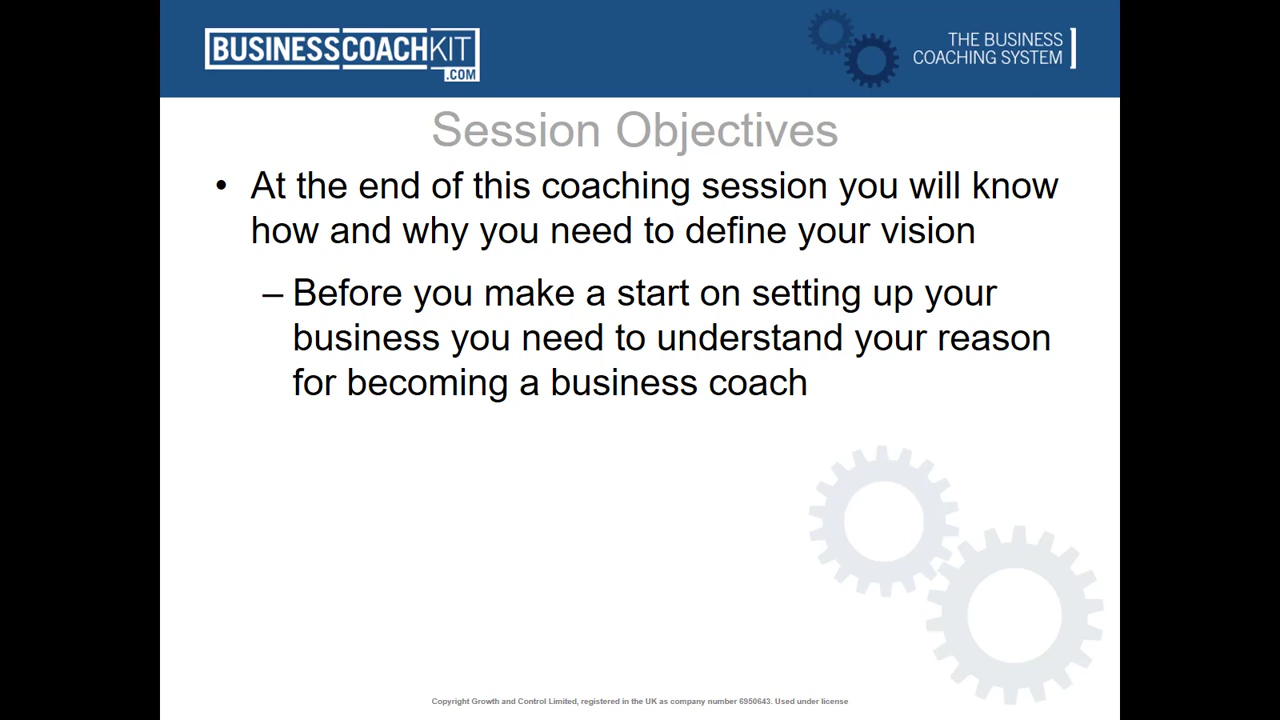 BUSINESSCOACHKIT
.COM
THE BUSINESS
COACHING SYSTEM
Session Objectives
• At the end of this coaching session you will know
how and why you need to define your vision
– Before you make a start on setting up your
business you need to understand your reason
for becoming a business coach
Copyright Growth and Control Limited, registered in the UK as company number 6950643. Used under license